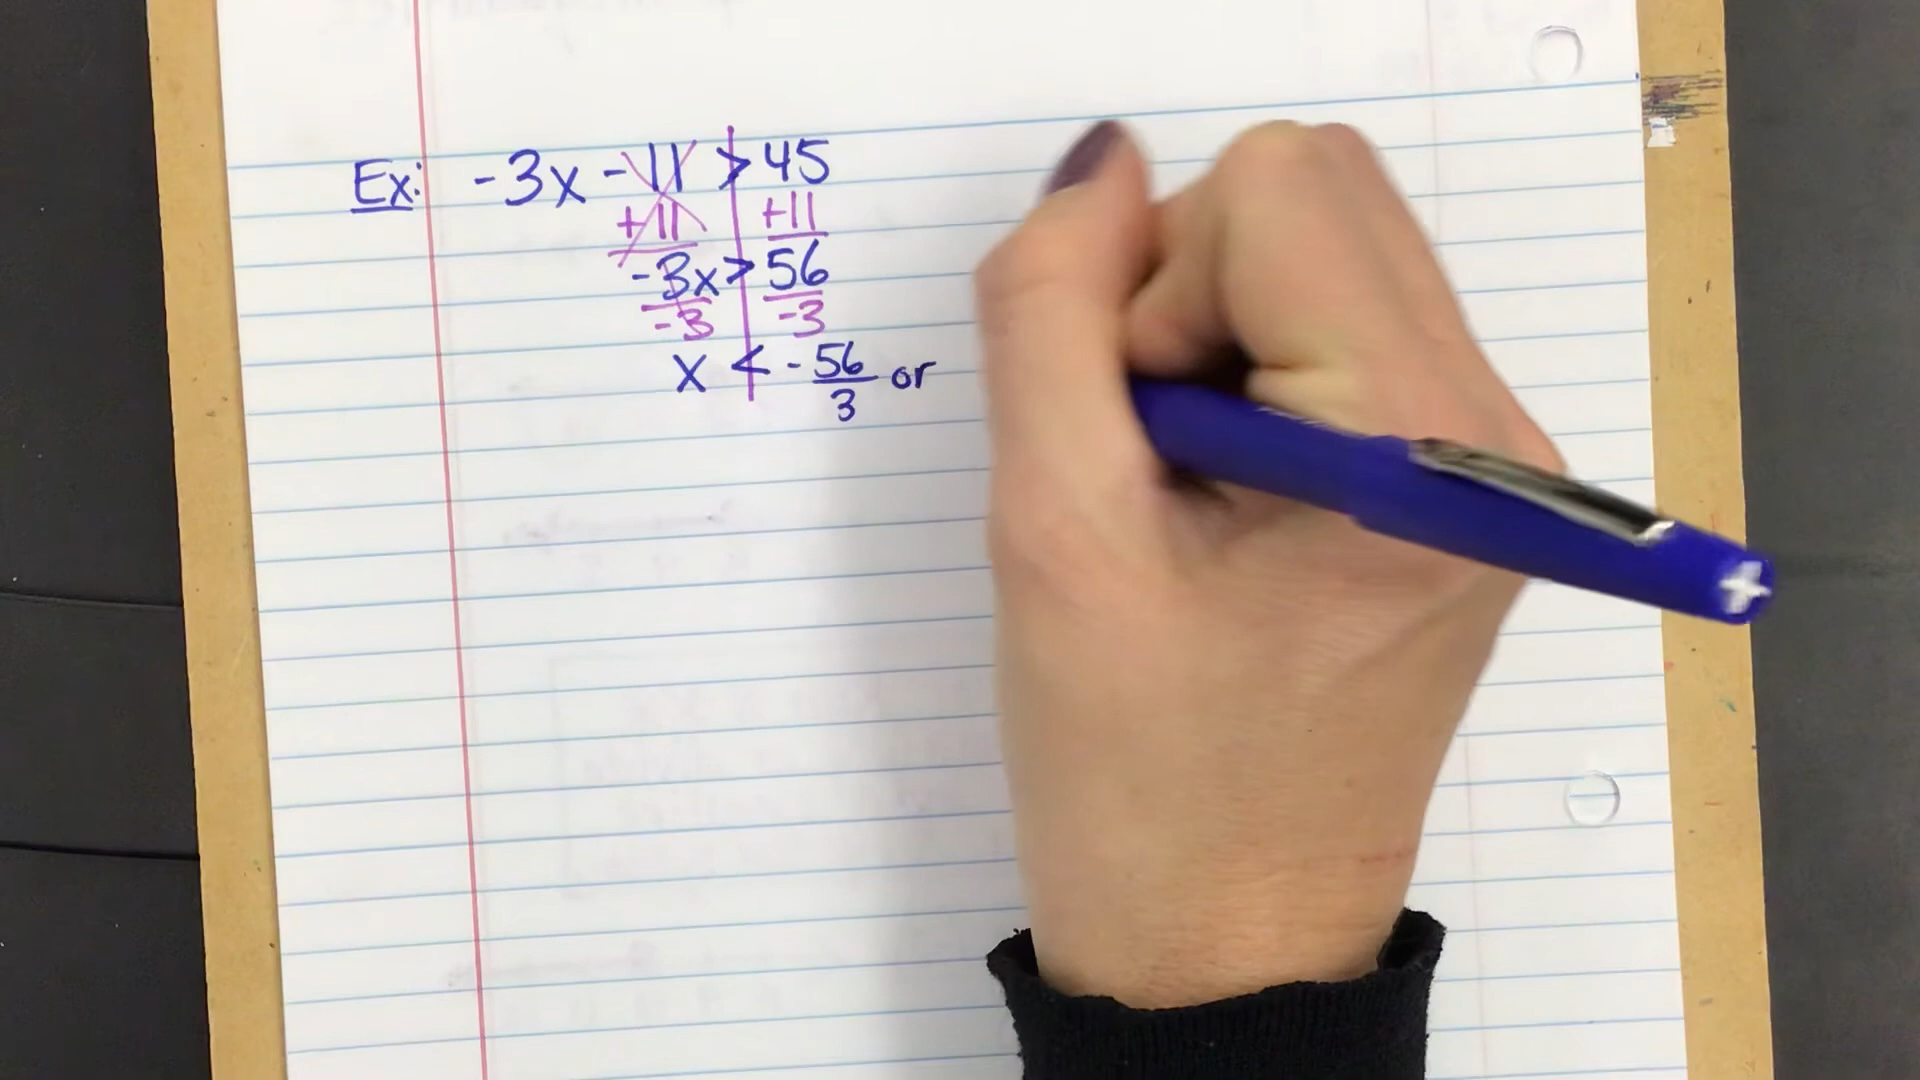 Ex: -3x -11 > 45
+11 +11
-3x > 56
-3 -3
x < -56/3 or